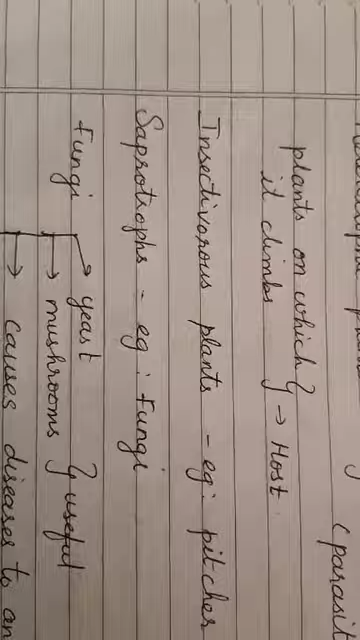 (parasit
plants on which
it climbs } → Host
Insectivorous plants - eg: pitcher
Saprotrophs - eg: Fungi
Fungi → yeast
→ mushrooms } useful
→ causes diseases to an